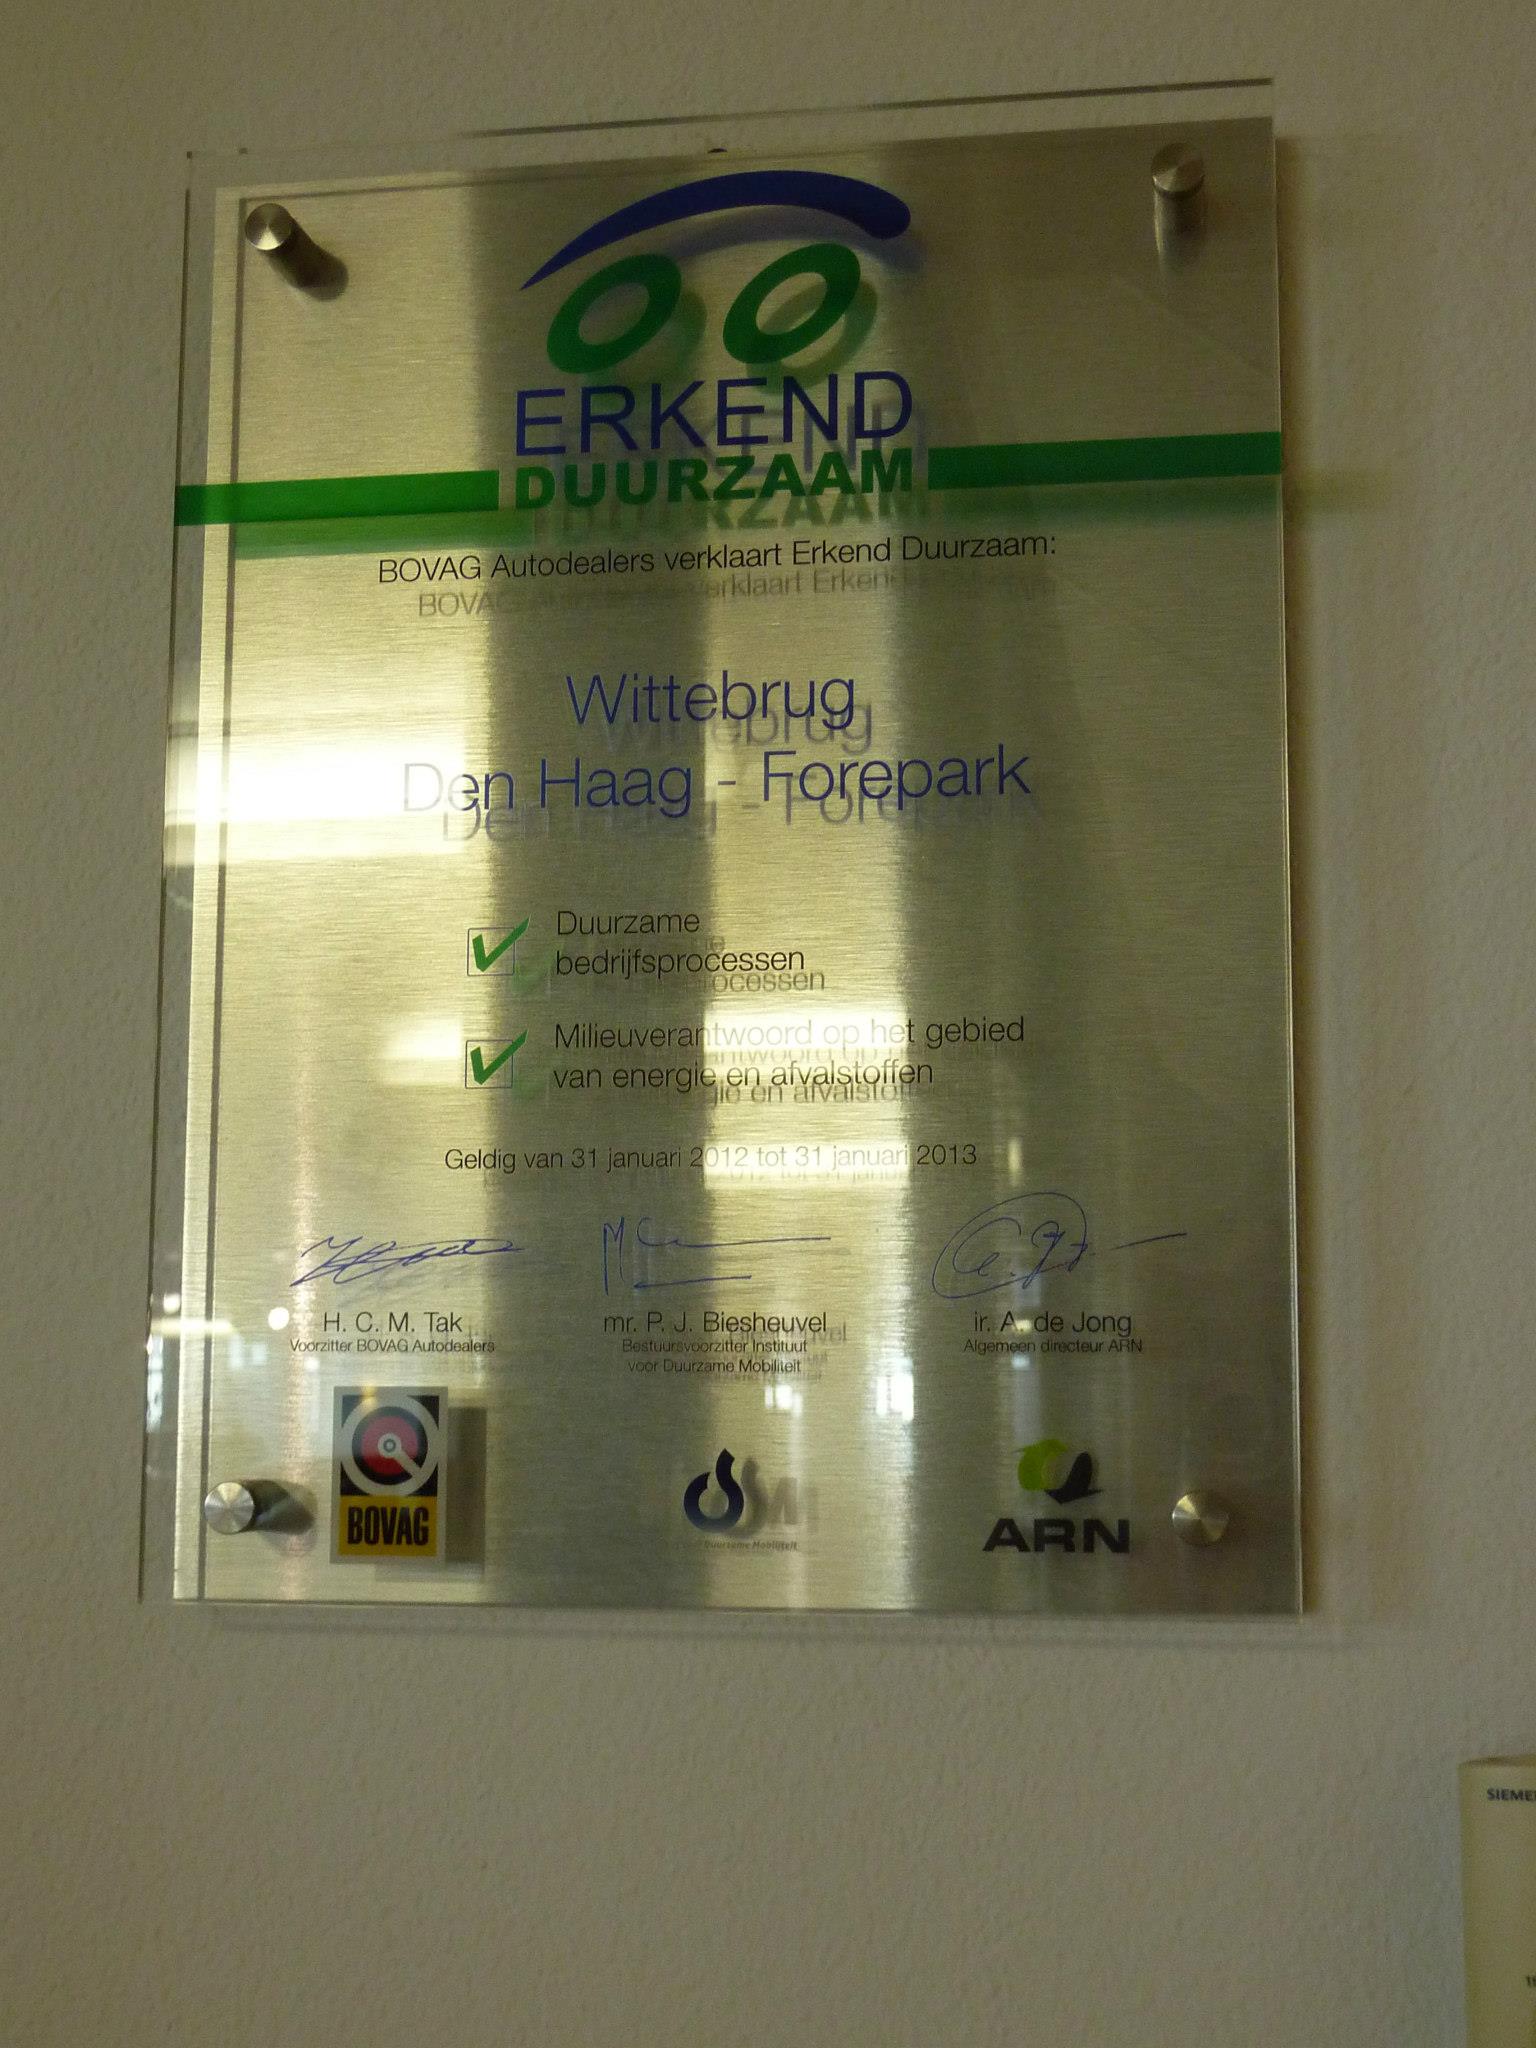 ERKEND
DUURZAAM
BOVAG Autodealers verklaart Erkend Duurzaam:
Wittebrug
Den Haag - Forepark
Duurzame
bedrijfsprocessen
Milieuverantwoord op het gebied
van energie en afvalstoffen
Geldig van 31 januari 2012 tot 31 januari 2013
H. C. M. Tak
Voorzitter BOVAG Autodealers
mr. P. J. Biesheuvel
Bestuursvoorzitter Instituut
voor Duurzame Mobiliteit
ir. A. de Jong
Algemeen directeur ARN
BOVAG
Duurzame Mobiliteit
ARN